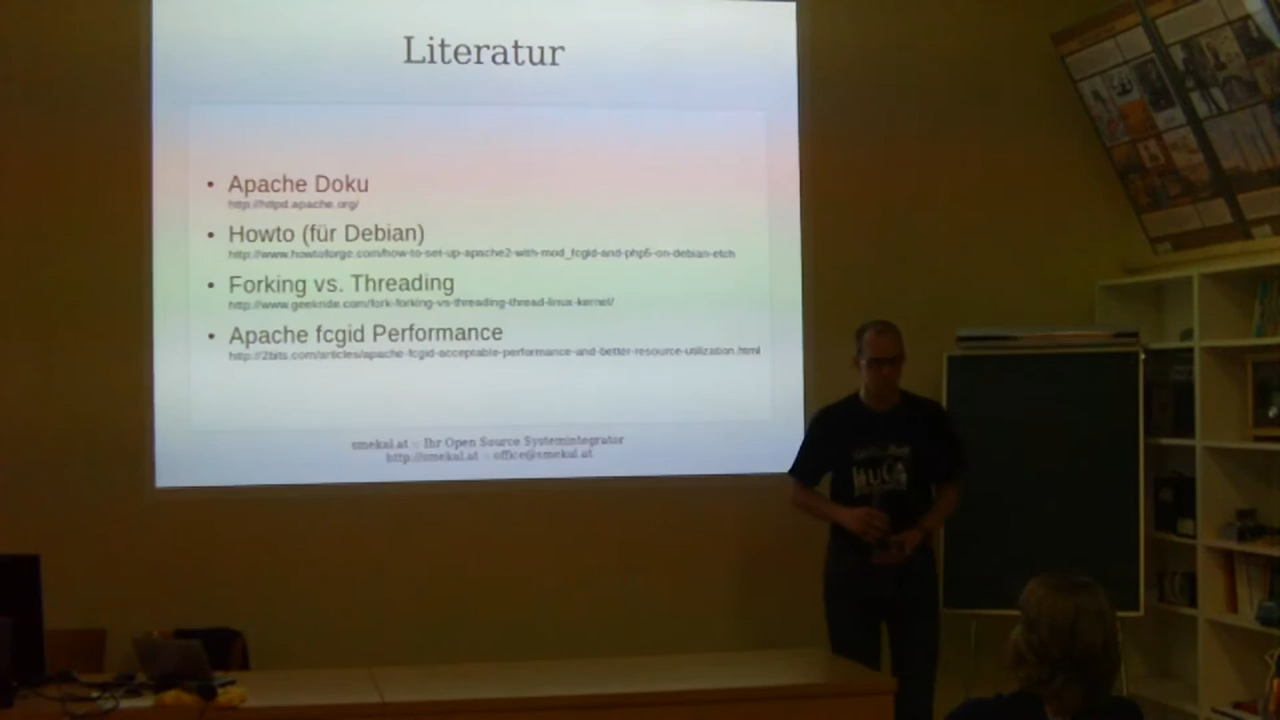 Literatur
• Apache Doku
http://httpd.apache.org/
• Howto (für Debian)
http://www.howtoforge.com/how-to-set-up-apache2-with-mod_fcgid-and-php5-on-debian-etch
• Forking vs. Threading
http://www.geekride.com/fork-forking-vs-threading-thread-linux-kernel/
• Apache fcgid Performance
http://2bits.com/articles/apache-fcgid-acceptable-performance-and-better-resource-utilization.html
smekal.at :: Ihr Open Source Systemintegrator
http://smekal.at :: office@smekal.at